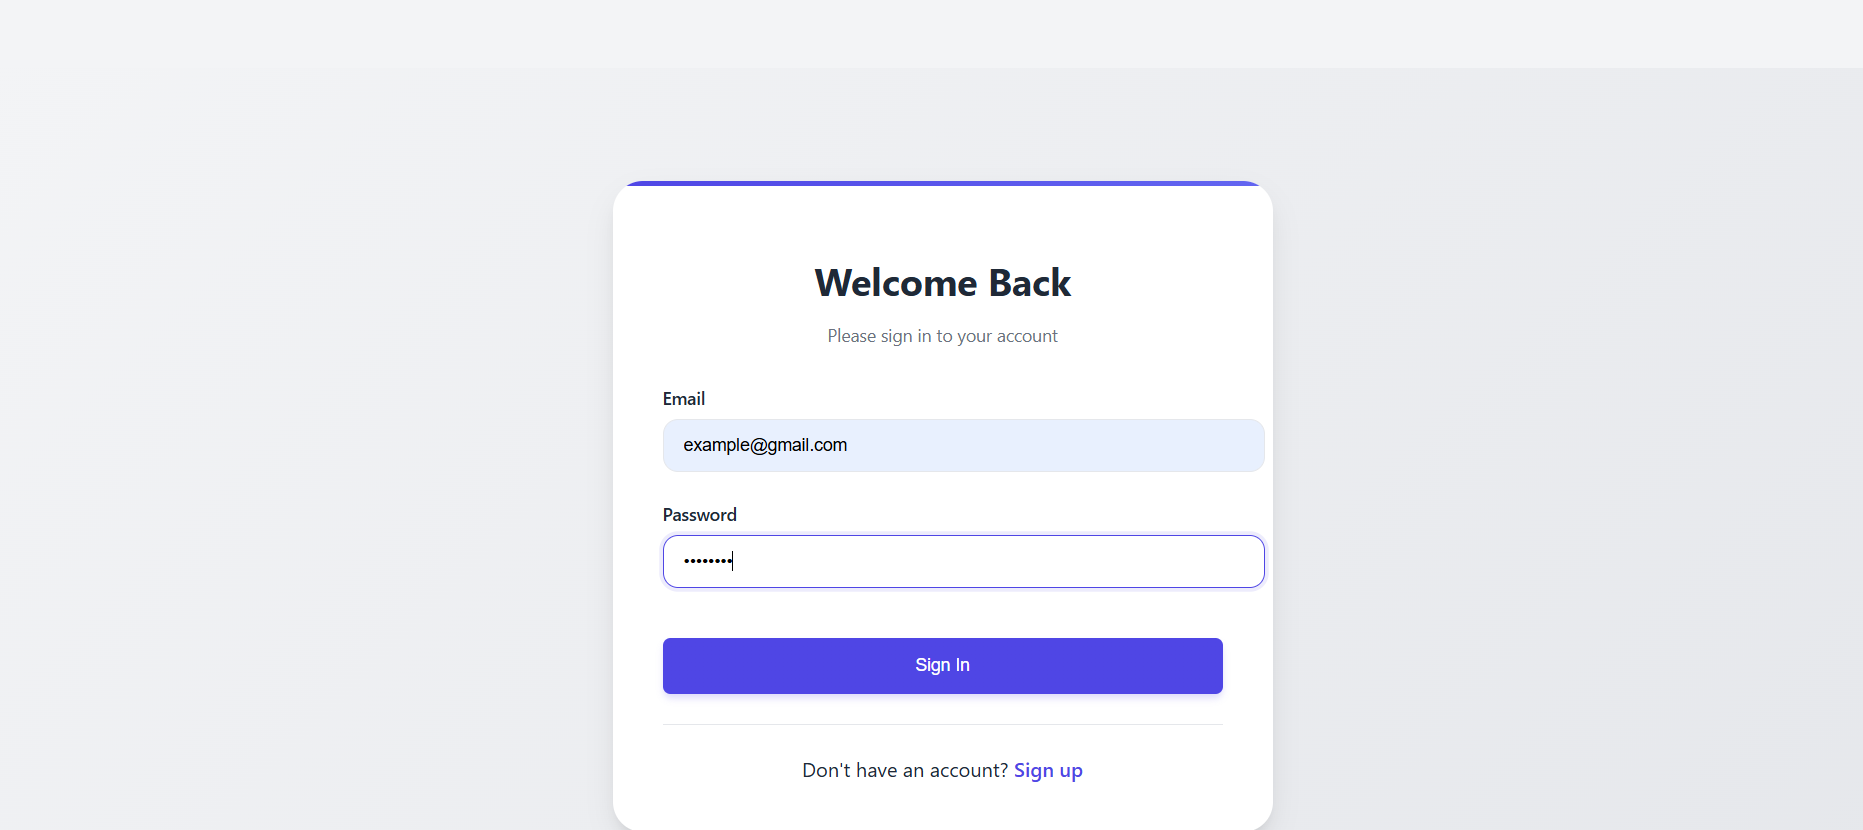 Welcome Back
Please sign in to your account
Email
example@gmail.com
Password
••••••••
Sign In
Don't have an account? Sign up